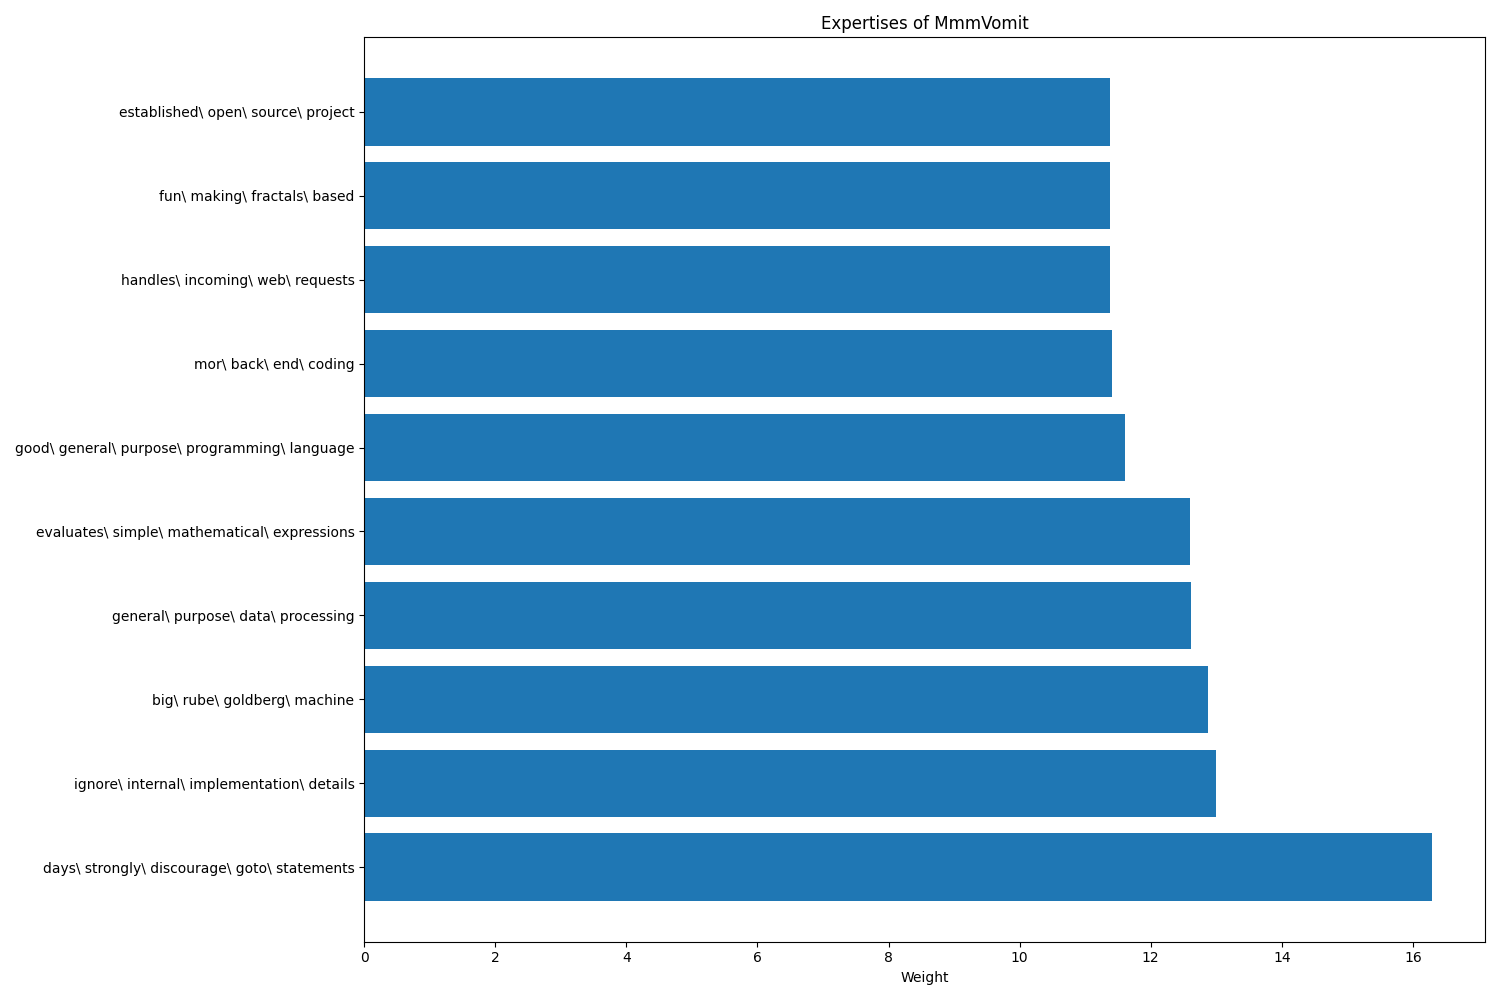 Expertises of MmmVomit
established\ open\ source\ project
fun\ making\ fractals\ based
handles\ incoming\ web\ requests
mor\ back\ end\ coding
good\ general\ purpose\ programming\ language
evaluates\ simple\ mathematical\ expressions
general\ purpose\ data\ processing
big\ rube\ goldberg\ machine
ignore\ internal\ implementation\ details
days\ strongly\ discourage\ goto\ statements
0 2 4 6 8 10 12 14 16
Weight